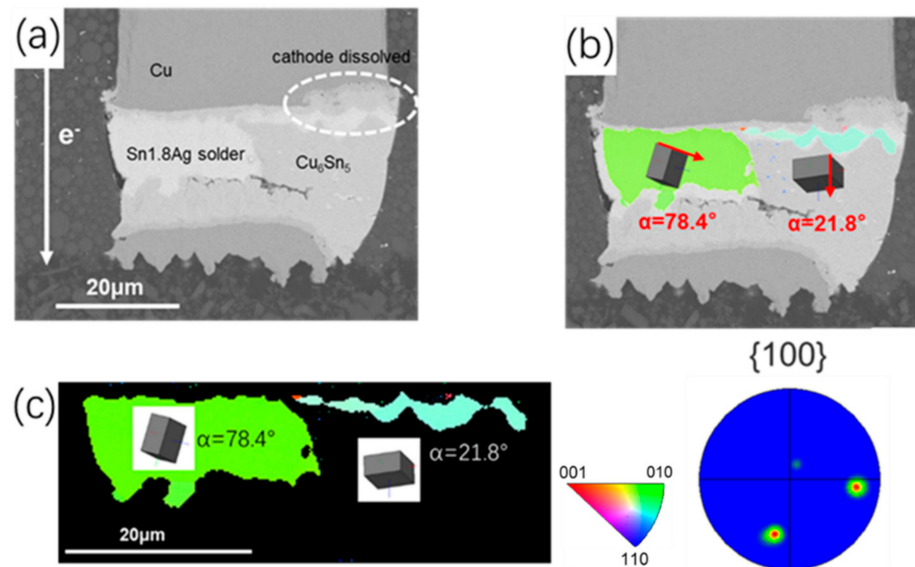 (a)
cathode dissolved
Cu
e-
Sn1.8Ag solder
Cu₆Sn₅
20μm
(b)
α=78.4°
α=21.8°
(c)
α=78.4°
α=21.8°
20μm
001
010
110
{100}